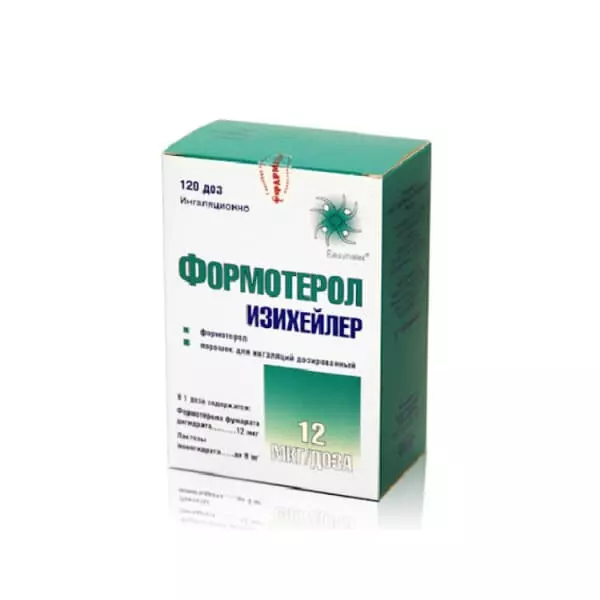 120 доз
Ингаляционно
Easyhaler®
ФОРМОТЕРОЛ
ИЗИХЕЙЛЕР
формотерол
порошок для ингаляций дозированный
В 1 дозе содержится:
Формотерола фумарата
дигидрата........12 мкг
Лактозы
моногидрата.....до 8 мг
12
МКГ/ДОЗА